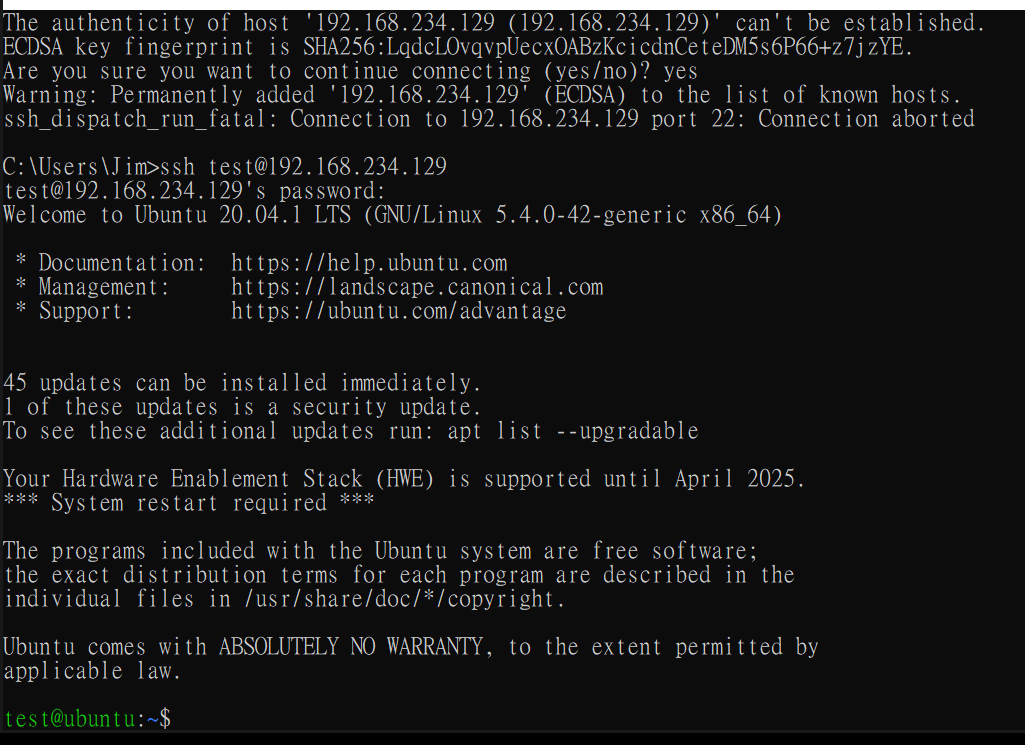 The authenticity of host '192.168.234.129 (192.168.234.129)' can't be established.
ECDSA key fingerprint is SHA256:LqdcLOvqvpUecxOABzKcicdnCeteDM5s6P66+z7jzYE.
Are you sure you want to continue connecting (yes/no)? yes
Warning: Permanently added '192.168.234.129' (ECDSA) to the list of known hosts.
ssh_dispatch_run_fatal: Connection to 192.168.234.129 port 22: Connection aborted
C:\Users\Jim>ssh test@192.168.234.129
test@192.168.234.129's password:
Welcome to Ubuntu 20.04.1 LTS (GNU/Linux 5.4.0-42-generic x86_64)
* Documentation:  https://help.ubuntu.com
* Management:     https://landscape.canonical.com
* Support:        https://ubuntu.com/advantage
45 updates can be installed immediately.
1 of these updates is a security update.
To see these additional updates run: apt list --upgradable
Your Hardware Enablement Stack (HWE) is supported until April 2025.
*** System restart required ***
The programs included with the Ubuntu system are free software;
the exact distribution terms for each program are described in the
individual files in /usr/share/doc/*/copyright.
Ubuntu comes with ABSOLUTELY NO WARRANTY, to the extent permitted by
applicable law.
test@ubuntu:~$